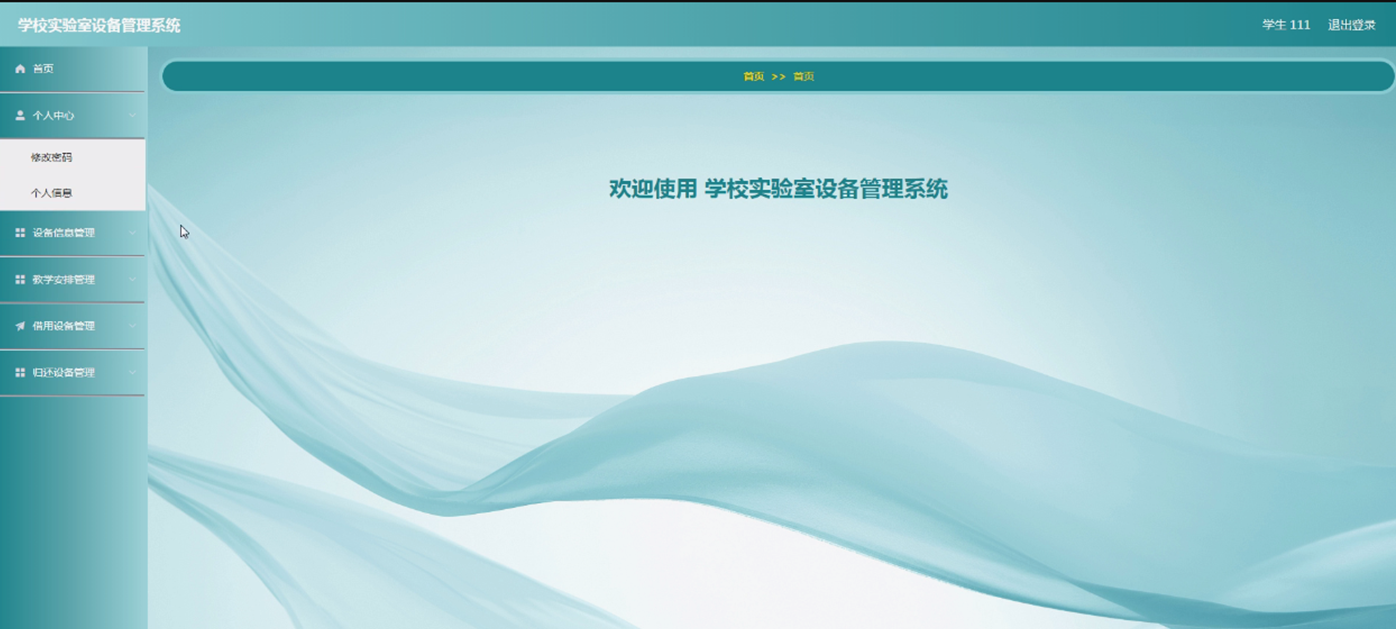 学校实验室设备管理系统
学生 111 退出登录
首页
首页 >> 首页
个人中心
修改密码
个人信息
设备信息管理
教学安排管理
借用设备管理
归还设备管理
欢迎使用 学校实验室设备管理系统